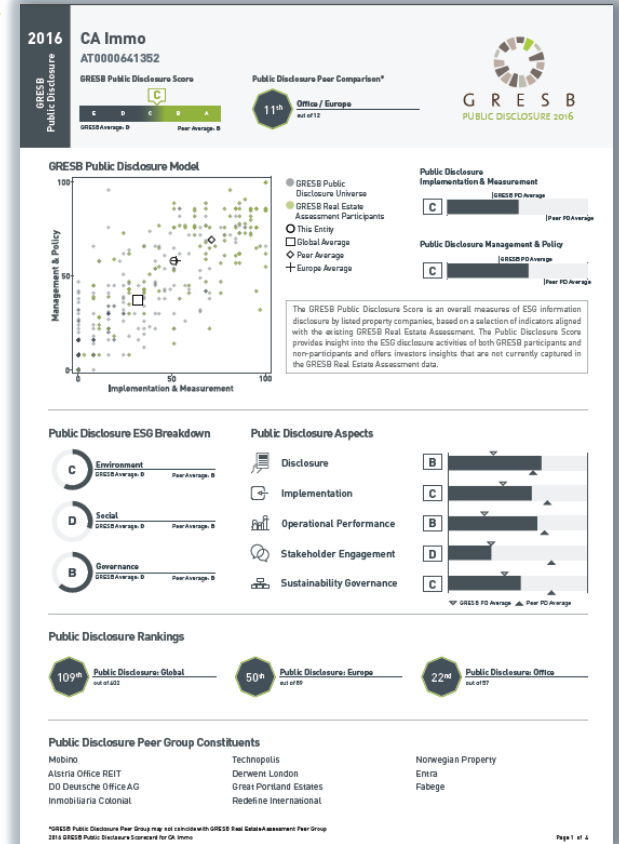 2016
GRESB
Public Disclosure
CA Immo
AT0000641352
GRESB Public Disclosure Score
C
E D C B A
GRESB Average: D Peer Average: B
Public Disclosure Peer Comparison*
11th
Office / Europe
out of 12
GRESB
PUBLIC DISCLOSURE 2016
GRESB Public Disclosure Model
100
50
0
Management & Policy
0 50 100
Implementation & Measurement
GRESB Public
Disclosure Universe
GRESB Real Estate
Assessment Participants
This Entity
Global Average
Peer Average
Europe Average
Public Disclosure
Implementation & Measurement
GRESB PD Average
C
Peer PD Average
Public Disclosure Management & Policy
GRESB PD Average
C
Peer PD Average
The GRESB Public Disclosure Score is an overall measures of ESG information
disclosure by listed property companies, based on a selection of indicators aligned
with the existing GRESB Real Estate Assessment. The Public Disclosure Score
provides insight into the ESG disclosure activities of both GRESB participants and
non-participants and offers investors insights that are not currently captured in
the GRESB Real Estate Assessment data.
Public Disclosure ESG Breakdown
C
Environment
GRESB Average: D Peer Average: B
D
Social
GRESB Average: D Peer Average: B
B
Governance
GRESB Average: D Peer Average: B
Public Disclosure Aspects
Disclosure B
Implementation C
Operational Performance B
Stakeholder Engagement D
Sustainability Governance C
GRESB PD Average Peer PD Average
Public Disclosure Rankings
109th
Public Disclosure: Global
out of 402
50th
Public Disclosure: Europe
out of 89
22nd
Public Disclosure: Office
out of 57
Public Disclosure Peer Group Constituents
Mobino
Alstria Office REIT
DO Deutsche Office AG
Inmobiliaria Colonial
Technopolis
Derwent London
Great Portland Estates
Redefine International
Norwegian Property
Entra
Fabege
*GRESB Public Disclosure Peer Group may not coincide with GRESB Real Estate Assessment Peer Group
2016 GRESB Public Disclosure Scorecard for CA Immo
Page 1 of 4